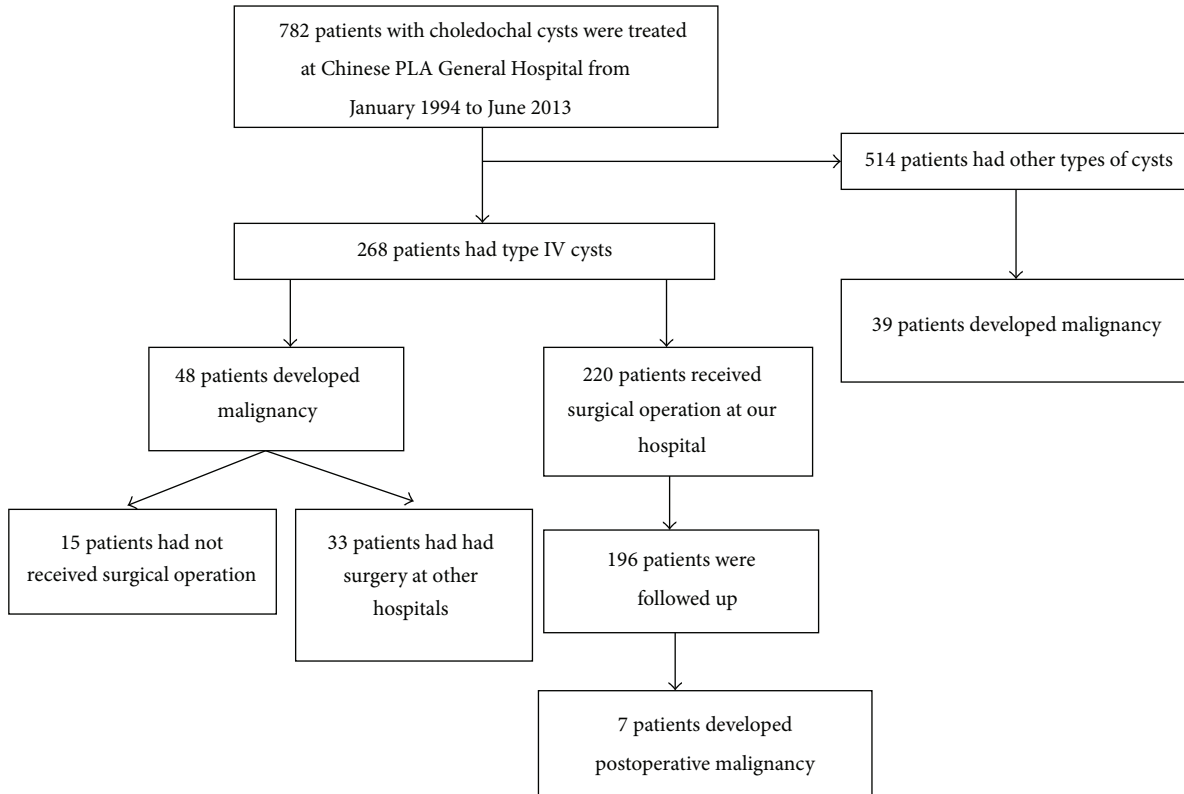 782 patients with choledochal cysts were treated
at Chinese PLA General Hospital from
January 1994 to June 2013
514 patients had other types of cysts
268 patients had type IV cysts
39 patients developed malignancy
48 patients developed
malignancy
220 patients received
surgical operation at our
hospital
15 patients had not
received surgical operation
33 patients had had
surgery at other
hospitals
196 patients were
followed up
7 patients developed
postoperative malignancy